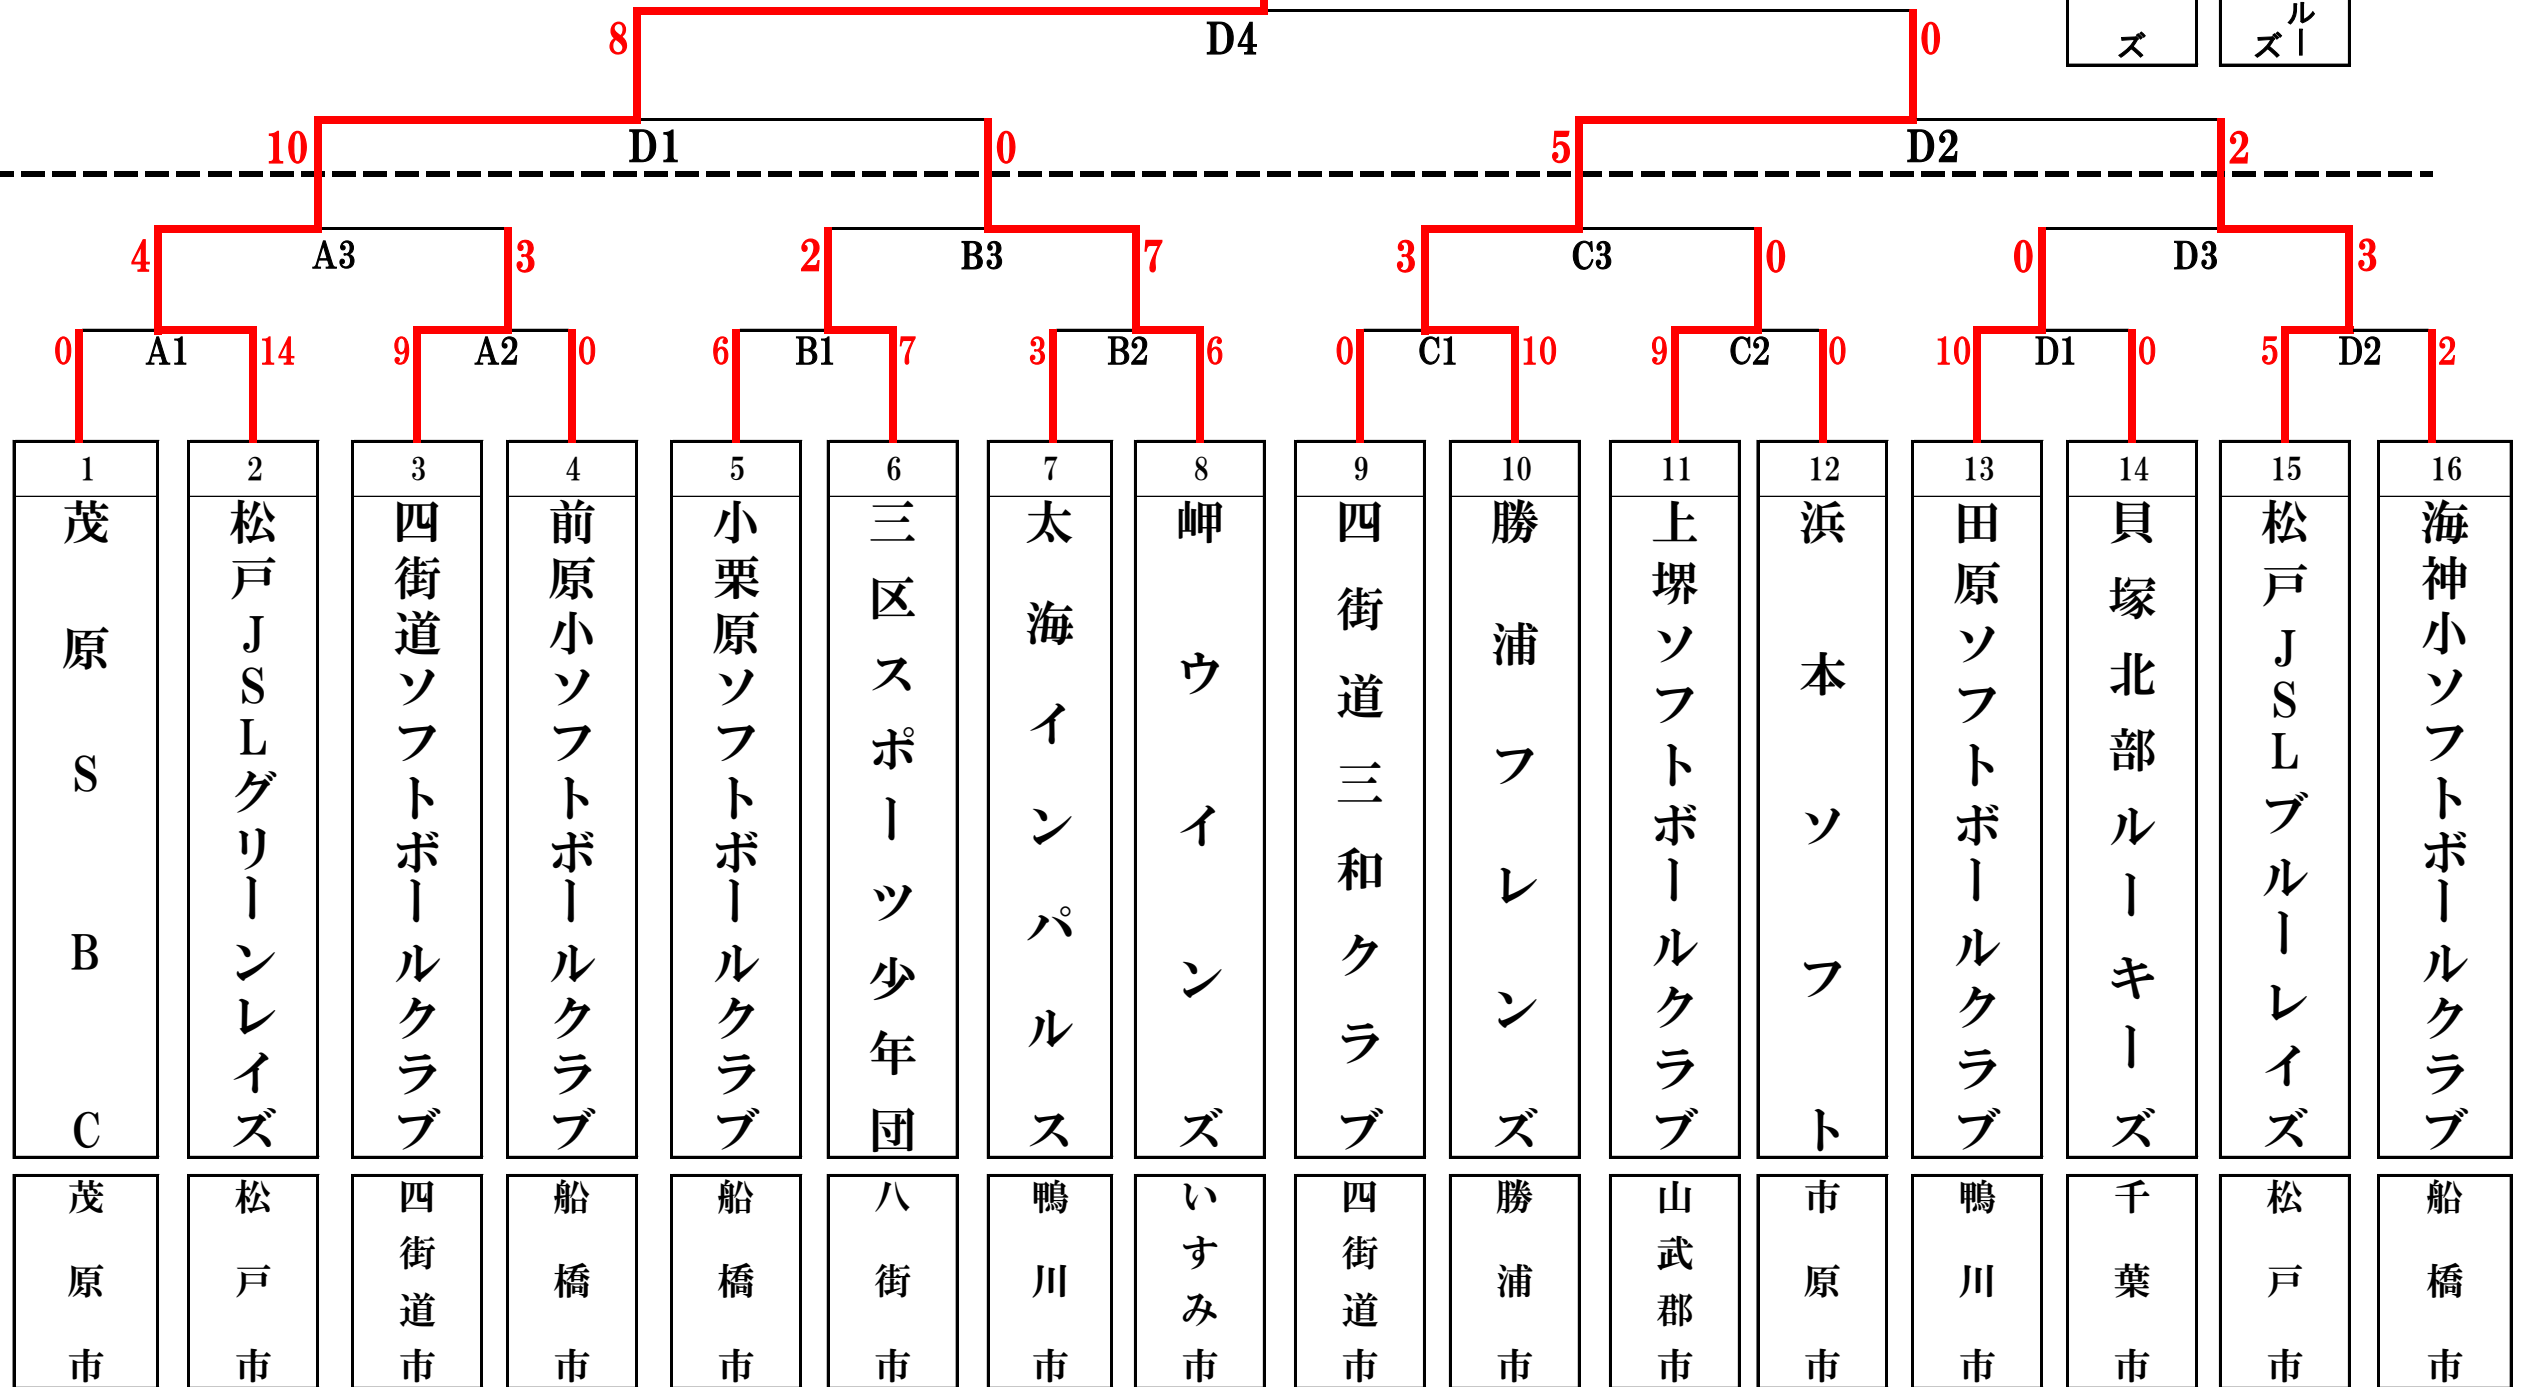 ズ
ルーズ
8
D4
0
10
D1
0
5
D2
2
4
A3
3
2
B3
7
3
C3
0
0
D3
3
0
A1
14
9
A2
0
6
B1
7
3
B2
6
0
C1
10
9
C2
0
10
D1
0
5
D2
2
1
2
3
4
5
6
7
8
9
10
11
12
13
14
15
16
茂原SBC
松戸JSLグリーンレイズ
四街道ソフトボールクラブ
前原小ソフトボールクラブ
小栗原ソフトボールクラブ
三区スポーツ少年団
太海インパルス
岬ウインズ
四街道三和クラブ
勝浦フレンズ
上堺ソフトボールクラブ
浜本ソフト
田原ソフトボールクラブ
貝塚北部ルーキーズ
松戸JSLブルーレイズ
海神小ソフトボールクラブ
茂原市
松戸市
四街道市
船橋市
船橋市
八街市
鴨川市
いすみ市
四街道市
勝浦市
山武郡市
市原市
鴨川市
千葉市
松戸市
船橋市